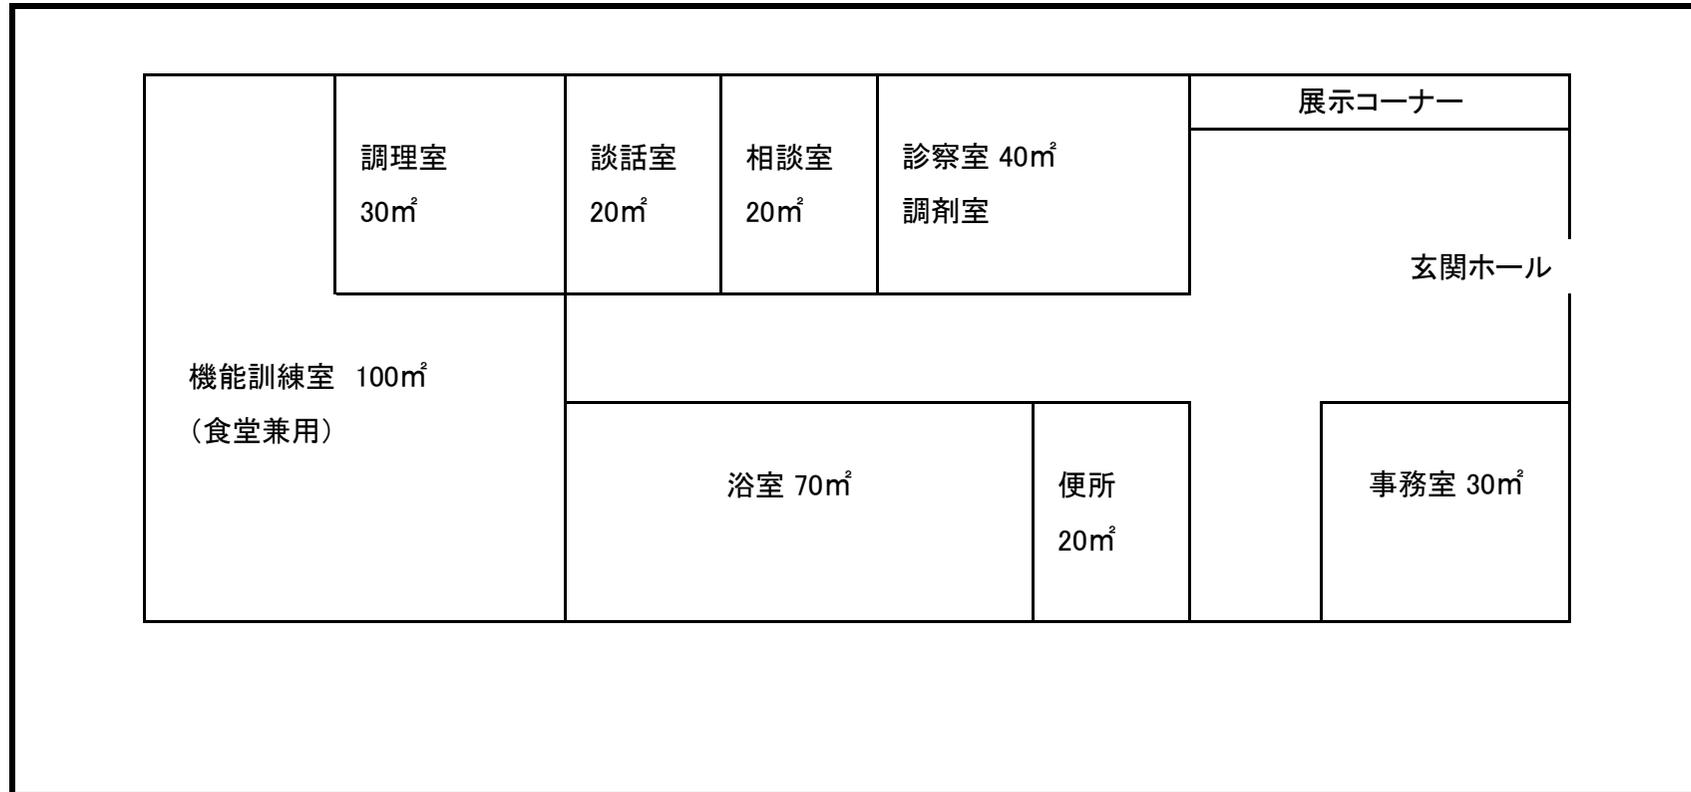 展示コーナー
調理室
30㎡
談話室
20㎡
相談室
20㎡
診察室 40㎡
調剤室
玄関ホール
機能訓練室　100㎡
（食堂兼用）
浴室 70㎡
便所
20㎡
事務室 30㎡